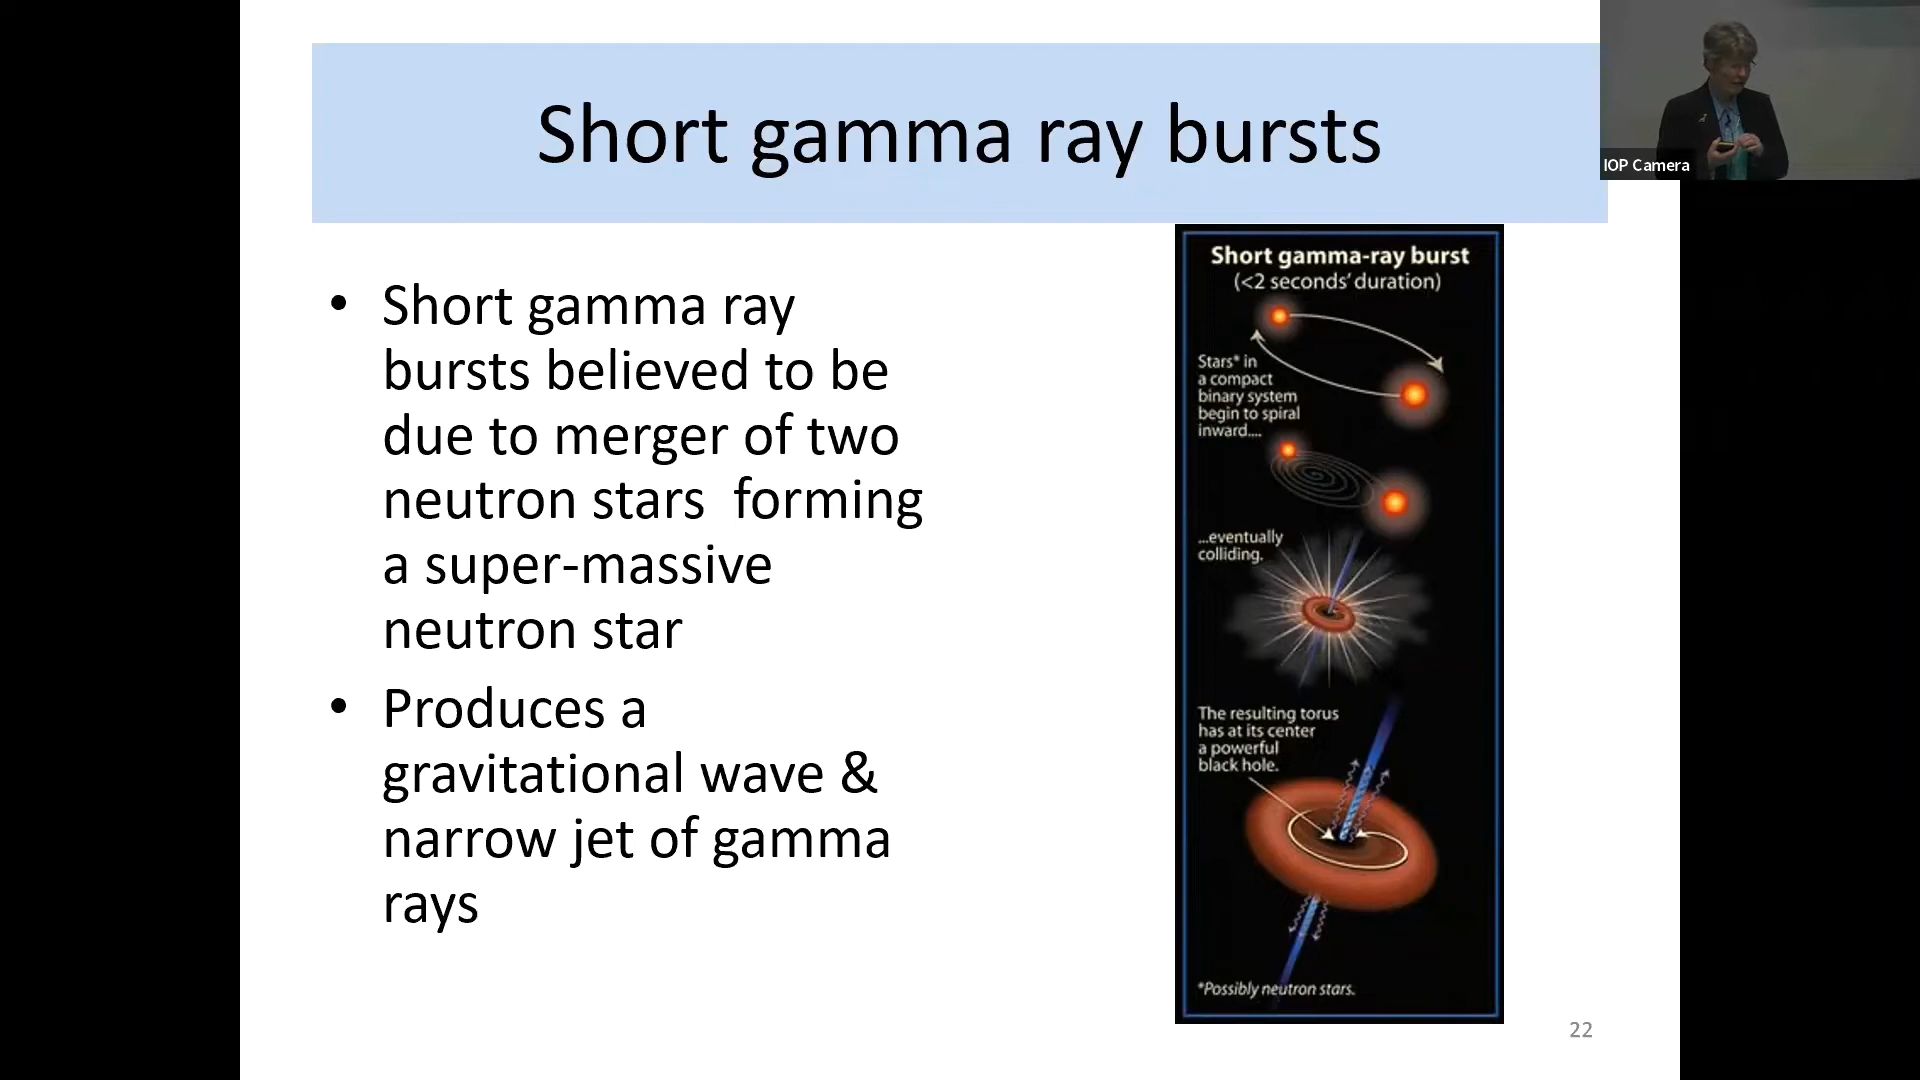 Short gamma ray bursts
IOP Camera
• Short gamma ray
bursts believed to be
due to merger of two
neutron stars forming
a super-massive
neutron star
• Produces a
gravitational wave &
narrow jet of gamma
rays
Short gamma-ray burst
(<2 seconds' duration)
Stars* in
a compact
binary system
begin to spiral
inward....
...eventually
colliding.
The resulting torus
has at its center
a powerful
black hole.
*Possibly neutron stars.
22